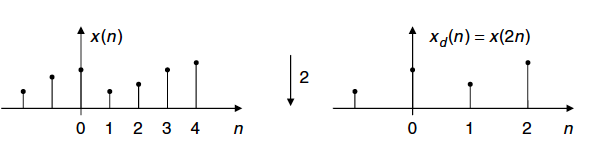 x(n)
0 1 2 3 4 n
2
x_d(n) = x(2n)
0 1 2 n